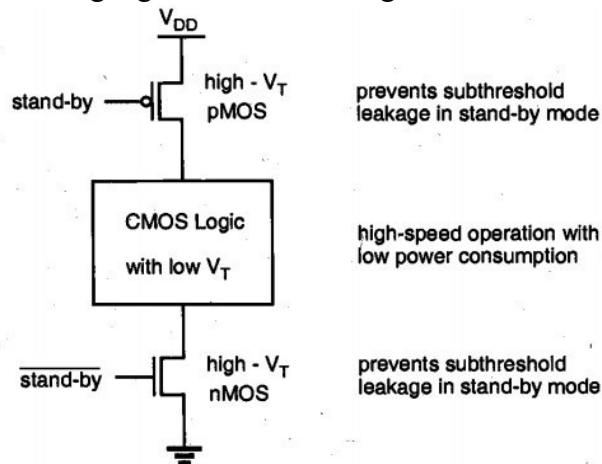 V_DD
high - V_T
pMOS
stand-by
prevents subthreshold
leakage in stand-by mode
CMOS Logic
with low V_T
high-speed operation with
low power consumption
stand-by
high - V_T
nMOS
prevents subthreshold
leakage in stand-by mode